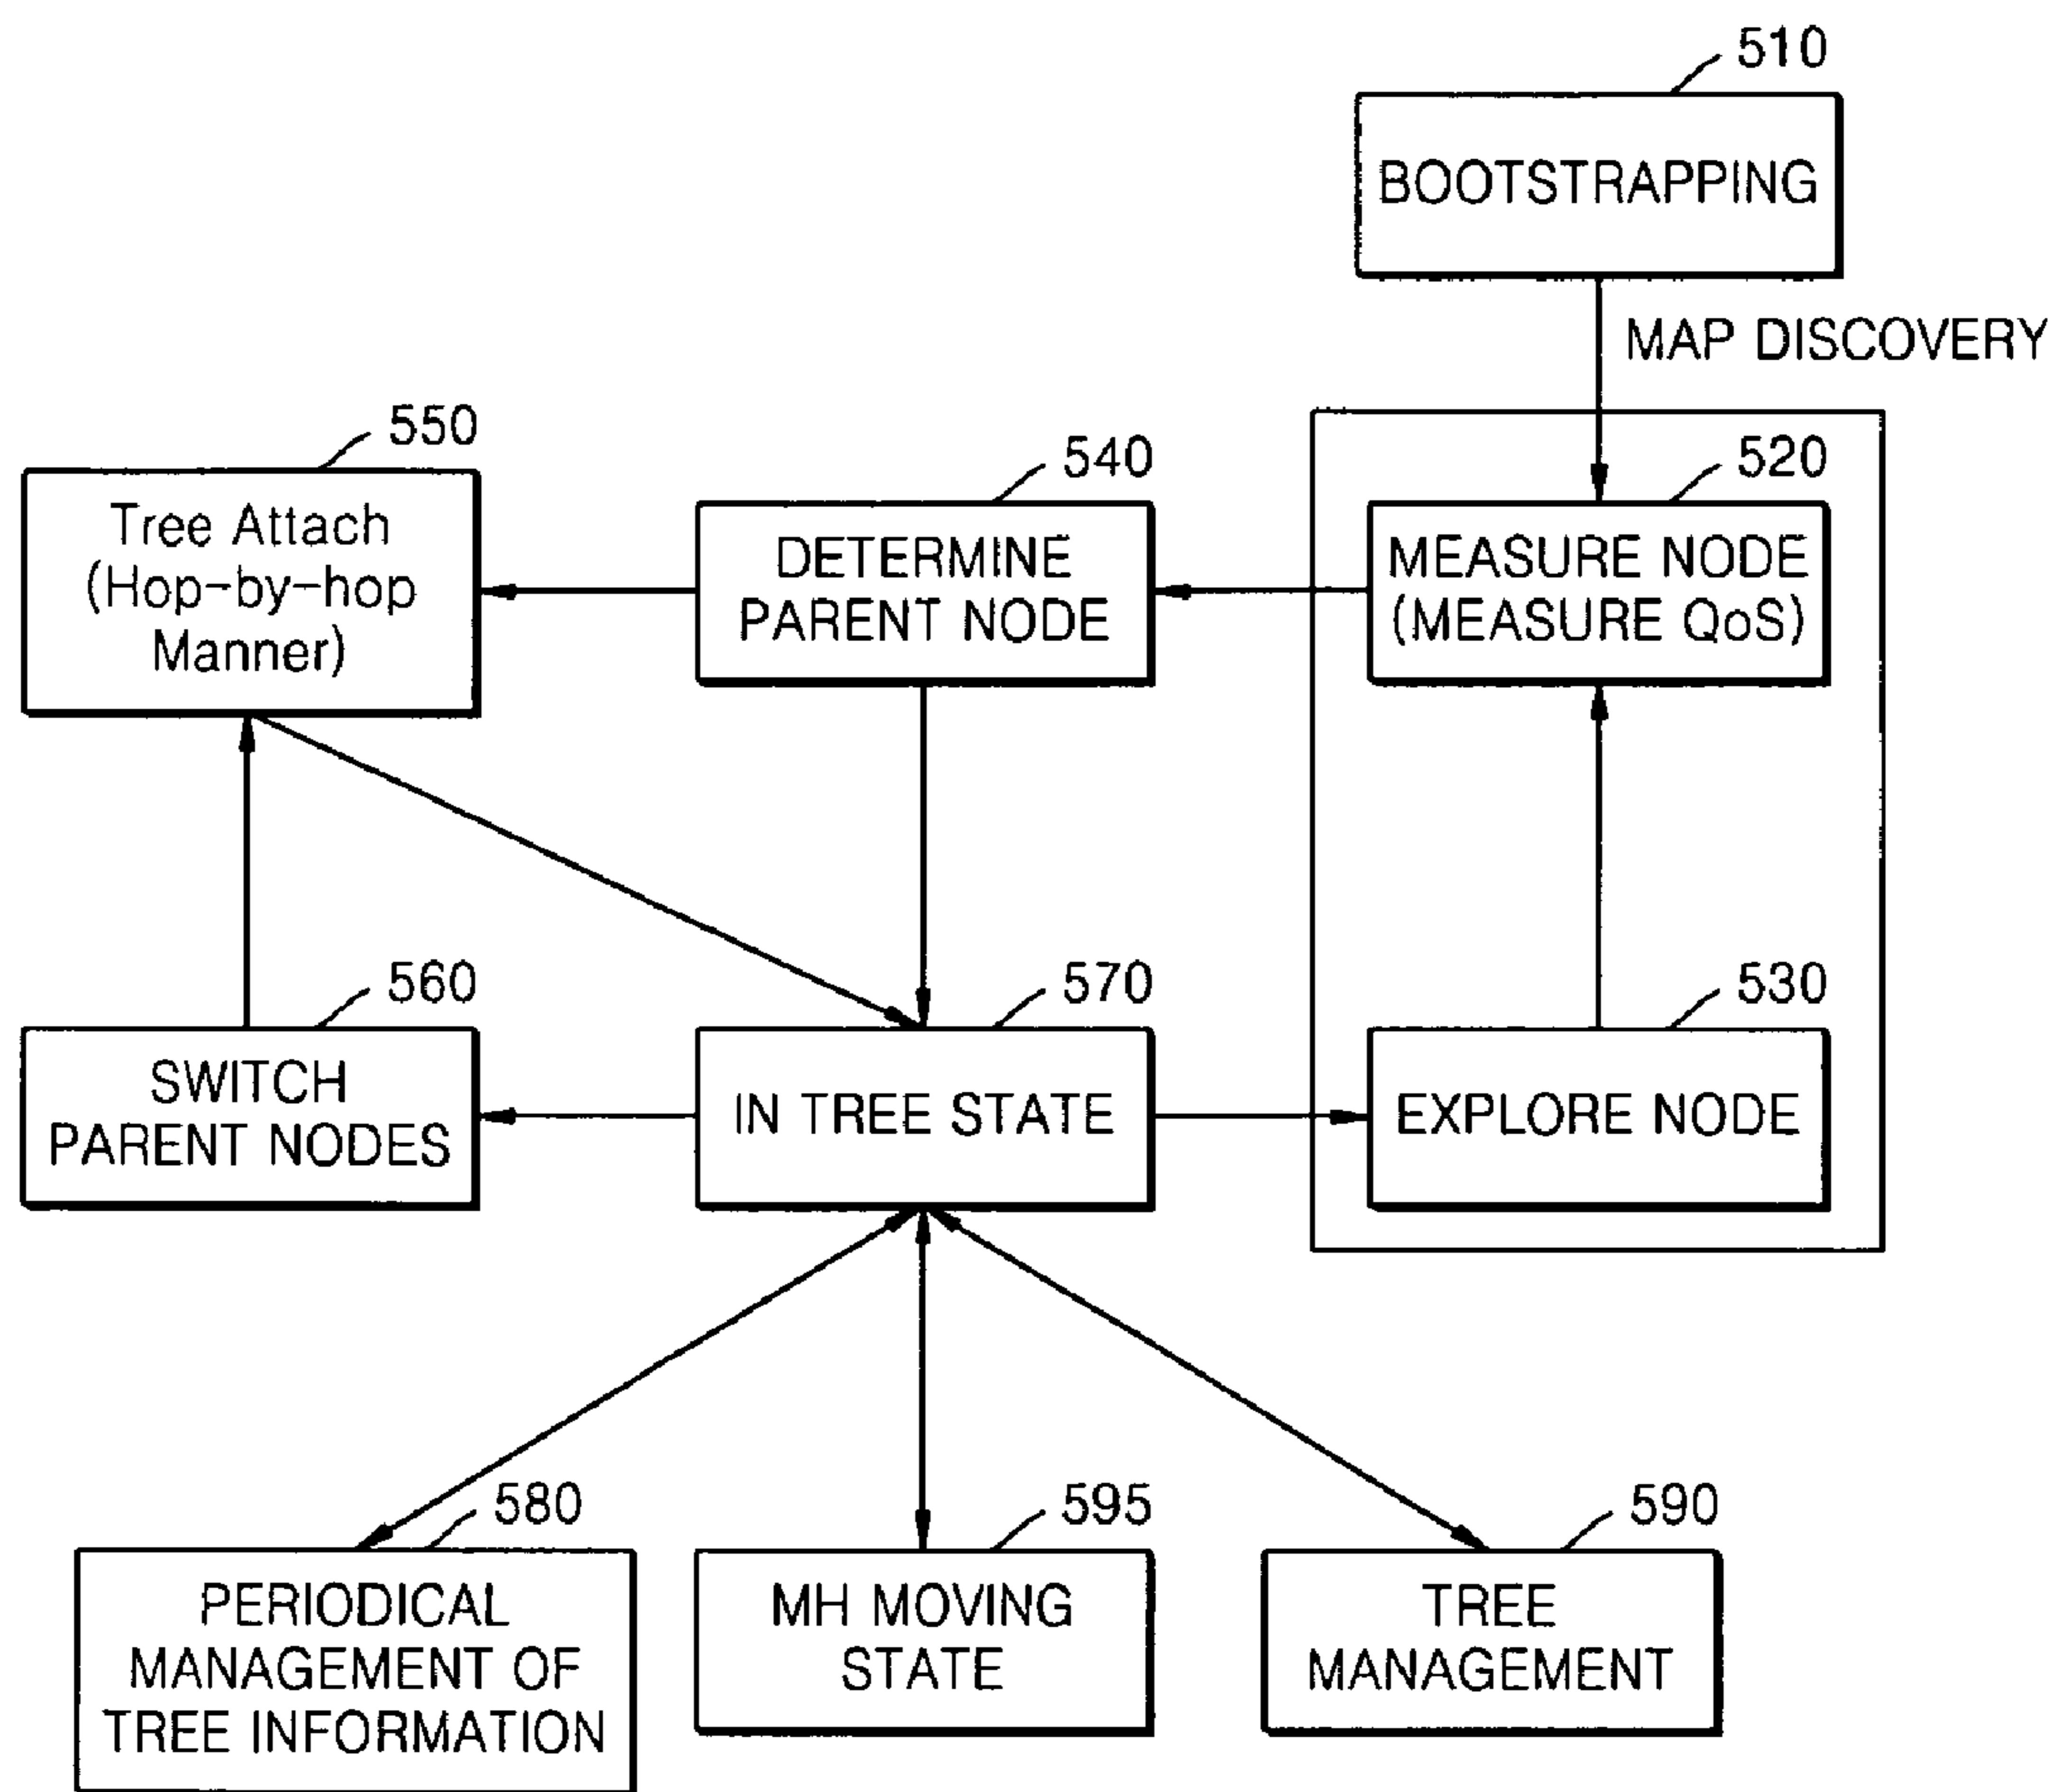 510
BOOTSTRAPPING
MAP DISCOVERY
550
Tree Attach
(Hop-by-hop
Manner)
540
DETERMINE
PARENT NODE
520
MEASURE NODE
(MEASURE QoS)
560
SWITCH
PARENT NODES
570
IN TREE STATE
530
EXPLORE NODE
580
PERIODICAL
MANAGEMENT OF
TREE INFORMATION
595
MH MOVING
STATE
590
TREE
MANAGEMENT